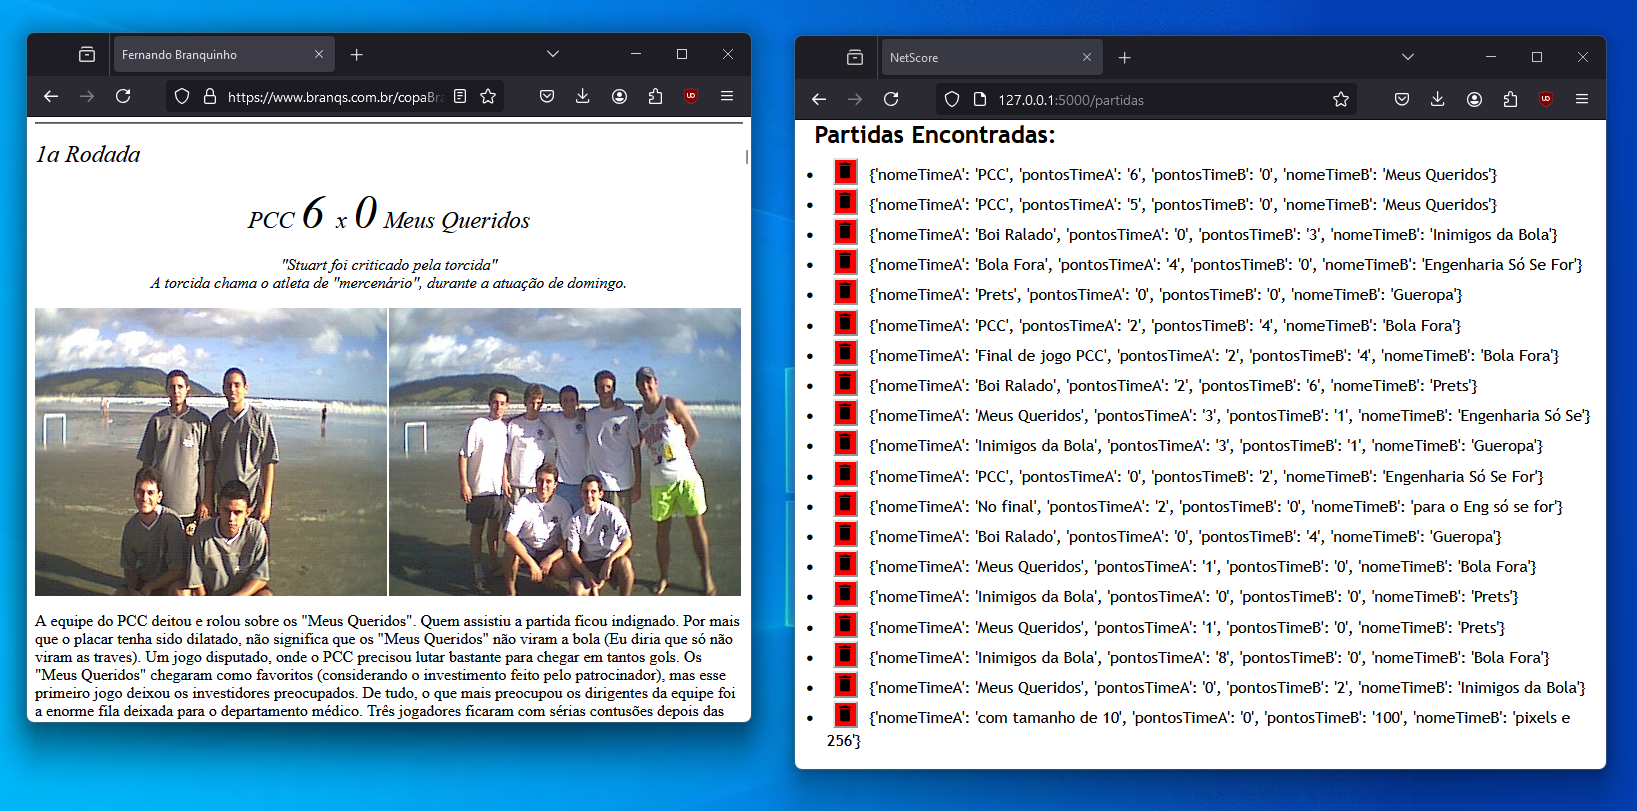 Fernando Branquinho
https://www.branqs.com.br/copaBra
1a Rodada
PCC 6 x 0 Meus Queridos
"Stuart foi criticado pela torcida"
A torcida chama o atleta de "mercenário", durante a atuação de domingo.
A equipe do PCC deitou e rolou sobre os "Meus Queridos". Quem assistiu a partida ficou indignado. Por mais
que o placar tenha sido dilatado, não significa que os "Meus Queridos" não viram a bola (Eu diria que só não
viram as traves). Um jogo disputado, onde o PCC precisou lutar bastante para chegar em tantos gols. Os
"Meus Queridos" chegaram como favoritos (considerando o investimento feito pelo patrocinador), mas esse
primeiro jogo deixou os investidores preocupados. De tudo, o que mais preocupou os dirigentes da equipe foi
a enorme fila deixada para o departamento médico. Três jogadores ficaram com sérias contusões depois das
NetScore
127.0.0.1:5000/partidas
Partidas Encontradas:
{'nomeTimeA': 'PCC', 'pontosTimeA': '6', 'pontosTimeB': '0', 'nomeTimeB': 'Meus Queridos'}
{'nomeTimeA': 'PCC', 'pontosTimeA': '5', 'pontosTimeB': '0', 'nomeTimeB': 'Meus Queridos'}
{'nomeTimeA': 'Boi Ralado', 'pontosTimeA': '0', 'pontosTimeB': '3', 'nomeTimeB': 'Inimigos da Bola'}
{'nomeTimeA': 'Bola Fora', 'pontosTimeA': '4', 'pontosTimeB': '0', 'nomeTimeB': 'Engenharia Só Se For'}
{'nomeTimeA': 'Prets', 'pontosTimeA': '0', 'pontosTimeB': '0', 'nomeTimeB': 'Gueropa'}
{'nomeTimeA': 'PCC', 'pontosTimeA': '2', 'pontosTimeB': '4', 'nomeTimeB': 'Bola Fora'}
{'nomeTimeA': 'Final de jogo PCC', 'pontosTimeA': '2', 'pontosTimeB': '4', 'nomeTimeB': 'Bola Fora'}
{'nomeTimeA': 'Boi Ralado', 'pontosTimeA': '2', 'pontosTimeB': '6', 'nomeTimeB': 'Prets'}
{'nomeTimeA': 'Meus Queridos', 'pontosTimeA': '3', 'pontosTimeB': '1', 'nomeTimeB': 'Engenharia Só Se'}
{'nomeTimeA': 'Inimigos da Bola', 'pontosTimeA': '3', 'pontosTimeB': '1', 'nomeTimeB': 'Gueropa'}
{'nomeTimeA': 'PCC', 'pontosTimeA': '0', 'pontosTimeB': '2', 'nomeTimeB': 'Engenharia Só Se For'}
{'nomeTimeA': 'No final', 'pontosTimeA': '2', 'pontosTimeB': '0', 'nomeTimeB': 'para o Eng só se for'}
{'nomeTimeA': 'Boi Ralado', 'pontosTimeA': '0', 'pontosTimeB': '4', 'nomeTimeB': 'Gueropa'}
{'nomeTimeA': 'Meus Queridos', 'pontosTimeA': '1', 'pontosTimeB': '0', 'nomeTimeB': 'Bola Fora'}
{'nomeTimeA': 'Inimigos da Bola', 'pontosTimeA': '0', 'pontosTimeB': '0', 'nomeTimeB': 'Prets'}
{'nomeTimeA': 'Meus Queridos', 'pontosTimeA': '1', 'pontosTimeB': '0', 'nomeTimeB': 'Prets'}
{'nomeTimeA': 'Inimigos da Bola', 'pontosTimeA': '8', 'pontosTimeB': '0', 'nomeTimeB': 'Bola Fora'}
{'nomeTimeA': 'Meus Queridos', 'pontosTimeA': '0', 'pontosTimeB': '2', 'nomeTimeB': 'Inimigos da Bola'}
{'nomeTimeA': 'com tamanho de 10', 'pontosTimeA': '0', 'pontosTimeB': '100', 'nomeTimeB': 'pixels e
256'}